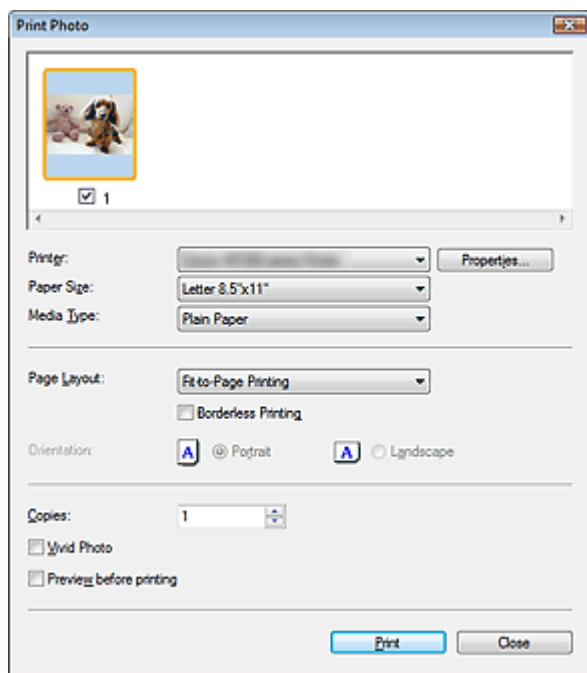 Print Photo
1
Printer:
Properties...
Paper Size: Letter 8.5"x11"
Media Type: Plain Paper
Page Layout: Fit-to-Page Printing
Borderless Printing
Orientation: A Portrait A Landscape
Copies: 1
Vivid Photo
Preview before printing
Print Close